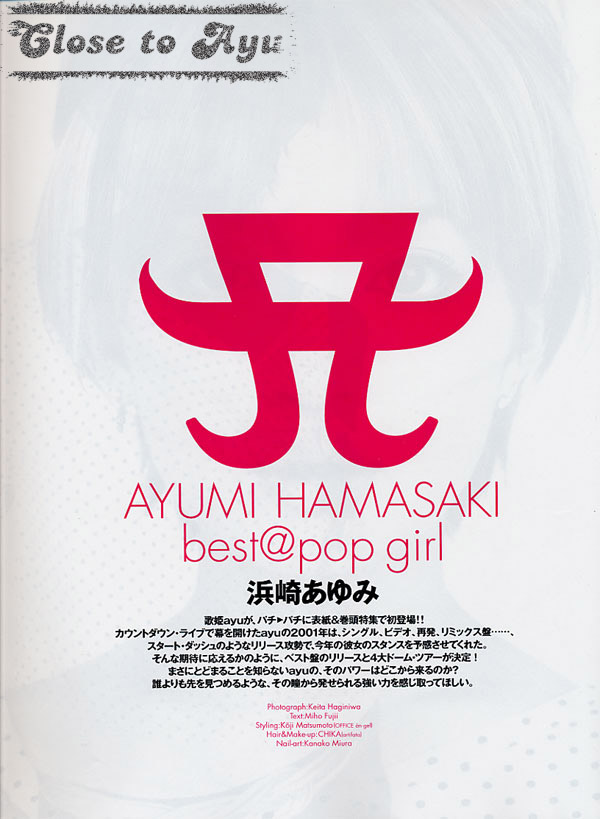 Close to Ayu
AYUMI HAMASAKI
best@pop girl
浜崎あゆみ
歌姫ayuが、パチ▶パチに表紙&巻頭特集で初登場!!
カウントダウン・ライブで幕を開けたayuの2001年は、シングル、ビデオ、再発、リミックス盤……、
スタート・ダッシュのようなリリース攻勢で、今年の彼女のスタンスを予感させてくれた。
そんな期待に応えるかのように、ベスト盤のリリースと4大ドーム・ツアーが決定!
まさにとどまることを知らないayuの、そのパワーはどこから来るのか?
誰よりも先を見つめるような、その瞳から発せられる強い力を感じ取ってほしい。
Photograph:Keita Haginiwa
Text:Miho Fujii
Styling:Kōji Matsumoto(OFFICE én-gel)
Hair&Make-up:CHIKA(artifata)
Nail-art:Kanako Miura